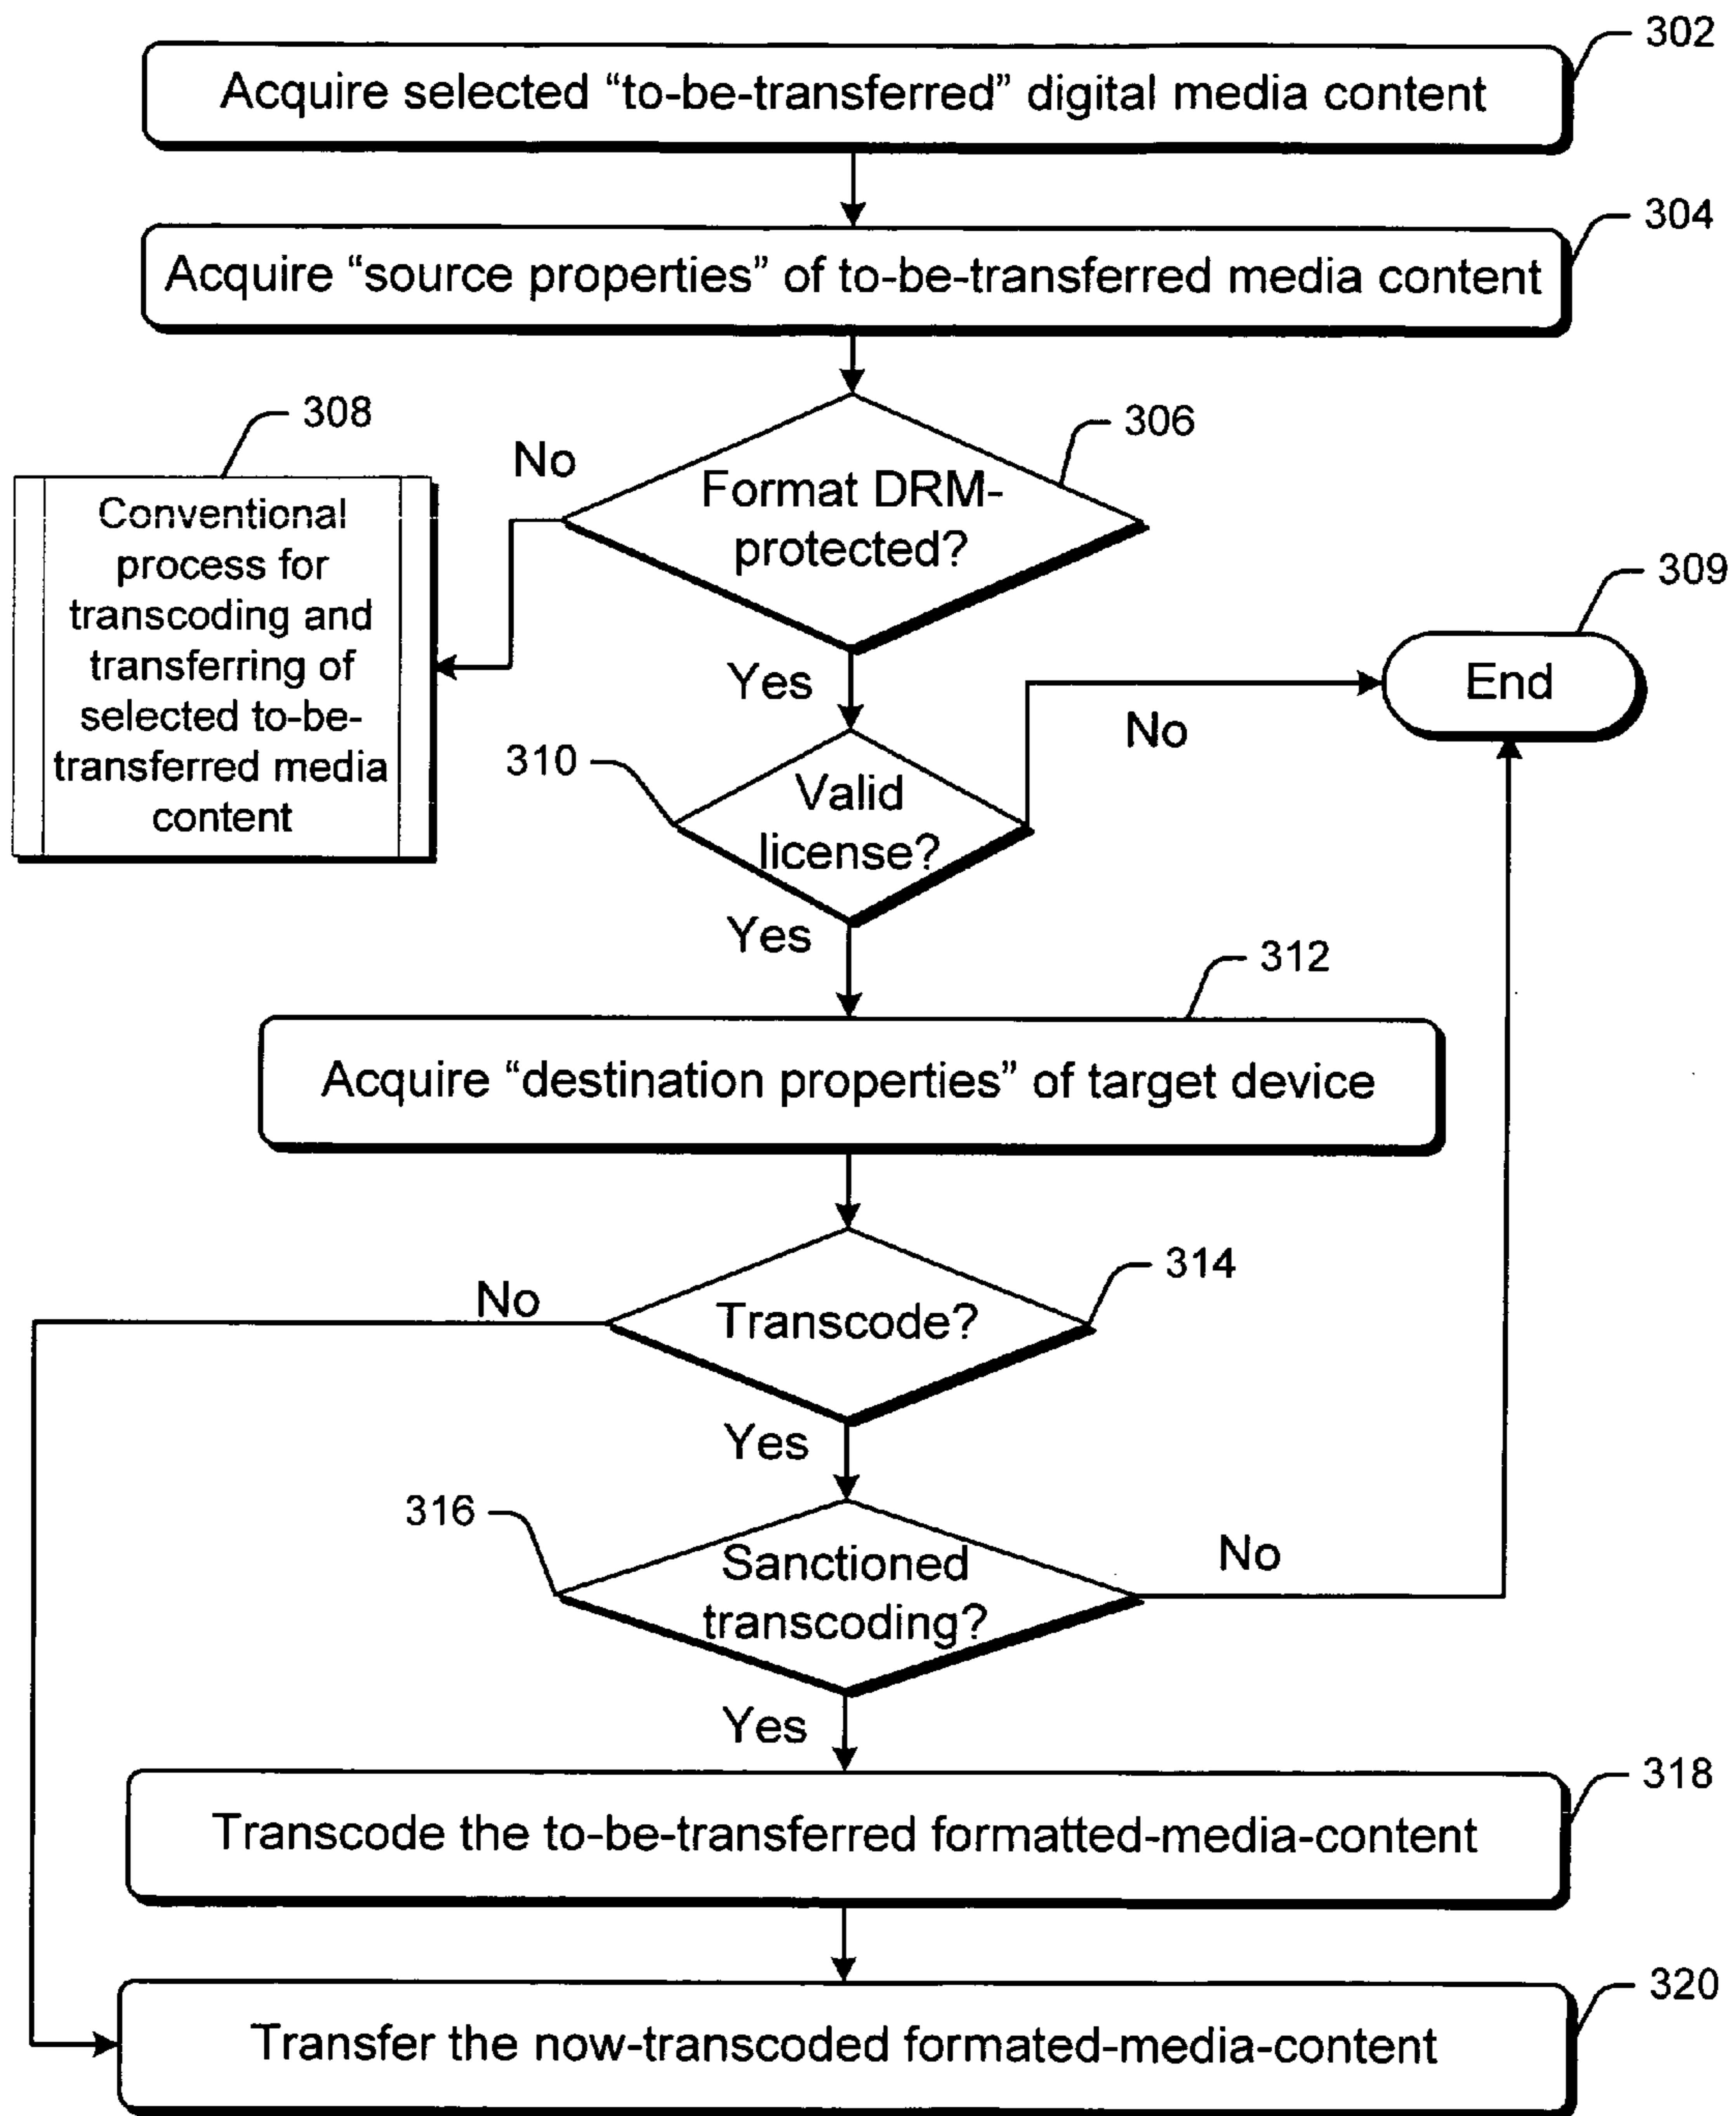 302
Acquire selected “to-be-transferred” digital media content
304
Acquire “source properties” of to-be-transferred media content
308
306
No
Format DRM-
protected?
Conventional
process for
transcoding and
transferring of
selected to-be-
transferred media
content
309
End
Yes
No
310
Valid
license?
Yes
312
Acquire “destination properties” of target device
314
No
Transcode?
Yes
316
Sanctioned
transcoding?
No
Yes
318
Transcode the to-be-transferred formatted-media-content
320
Transfer the now-transcoded formated-media-content